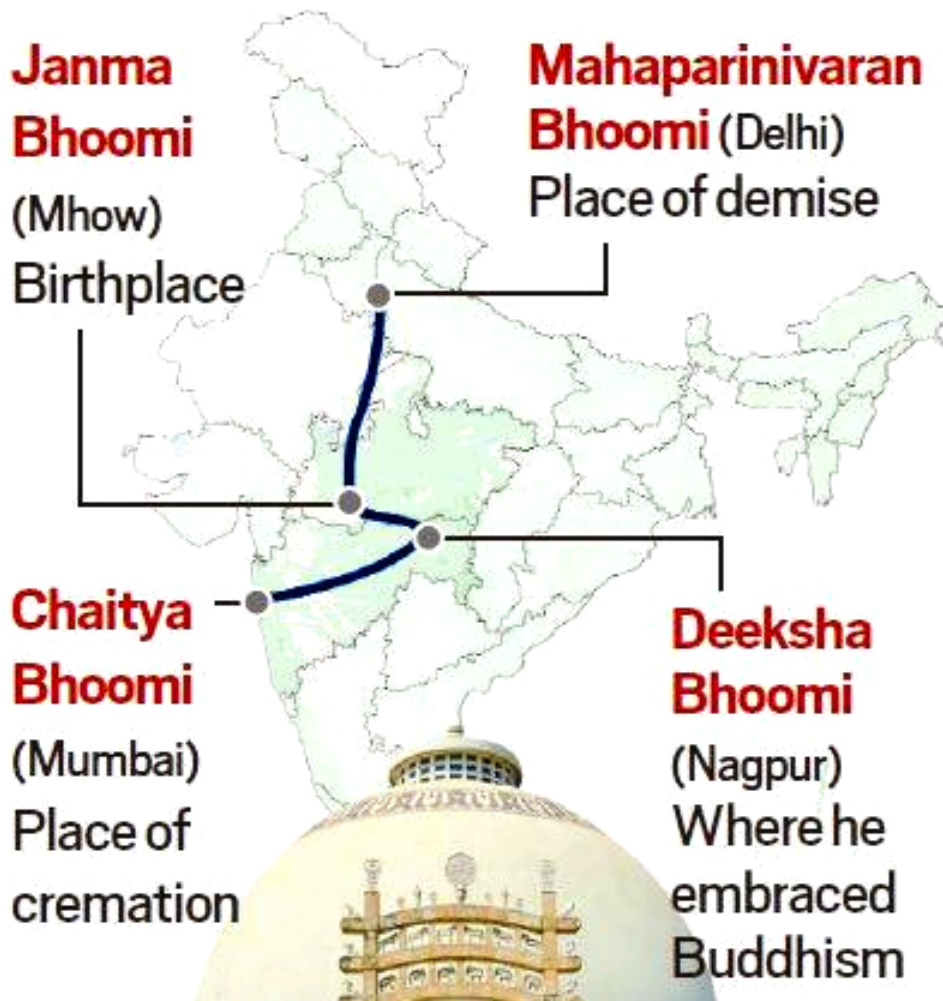 Janma
Bhoomi
(Mhow)
Birthplace
Mahaparinivaran
Bhoomi (Delhi)
Place of demise
Chaitya
Bhoomi
(Mumbai)
Place of
cremation
Deeksha
Bhoomi
(Nagpur)
Where he
embraced
Buddhism